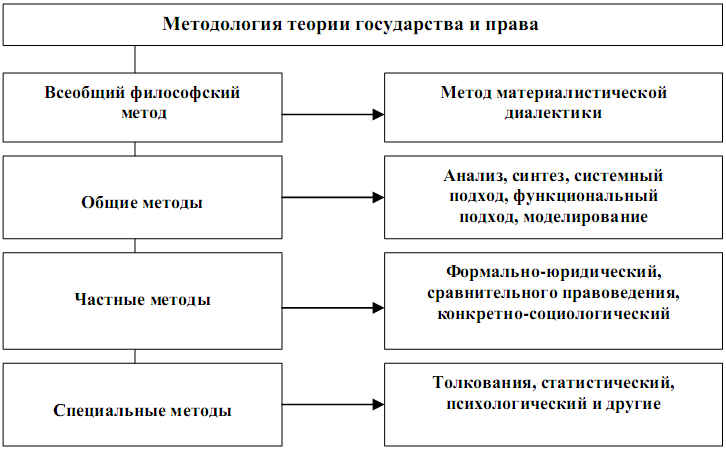 Методология теории государства и права
Всеобщий философский
метод
Метод материалистической
диалектики
Общие методы
Анализ, синтез, системный
подход, функциональный
подход, моделирование
Частные методы
Формально-юридический,
сравнительного правоведения,
конкретно-социологический
Специальные методы
Толкования, статистический,
психологический и другие